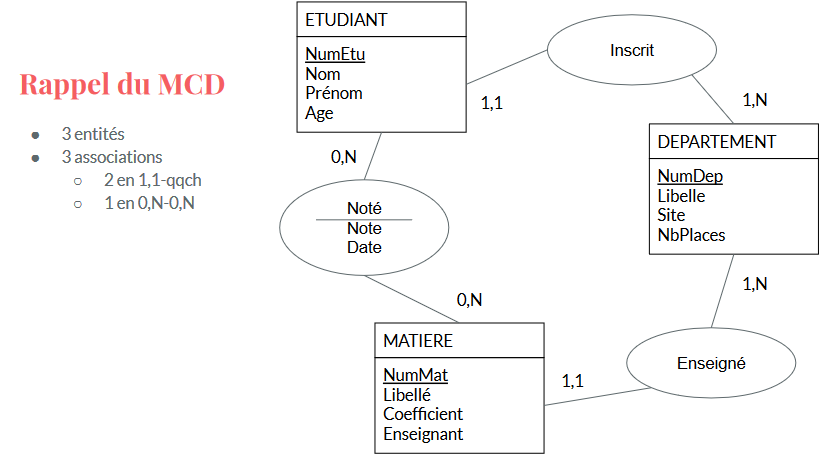 Rappel du MCD
● 3 entités
● 3 associations
○ 2 en 1,1-qqch
○ 1 en 0,N-0,N
ETUDIANT
NumEtu
Nom
Prénom
Age
1,1
Inscrit
1,N
DEPARTEMENT
NumDep
Libelle
Site
NbPlaces
0,N
Noté
Note
Date
0,N
1,N
MATIERE
NumMat
Libellé
Coefficient
Enseignant
1,1
Enseigné